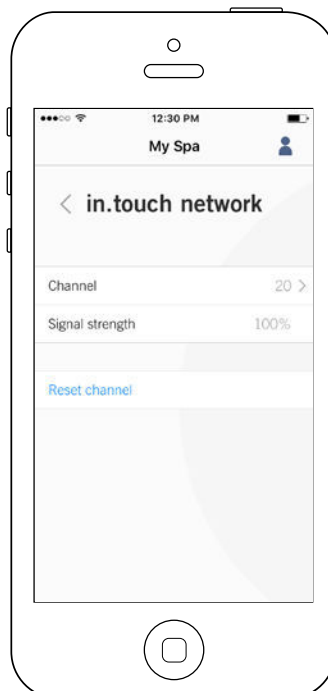 12:30 PM
My Spa
in.touch network
Channel 20
Signal strength 100%
Reset channel